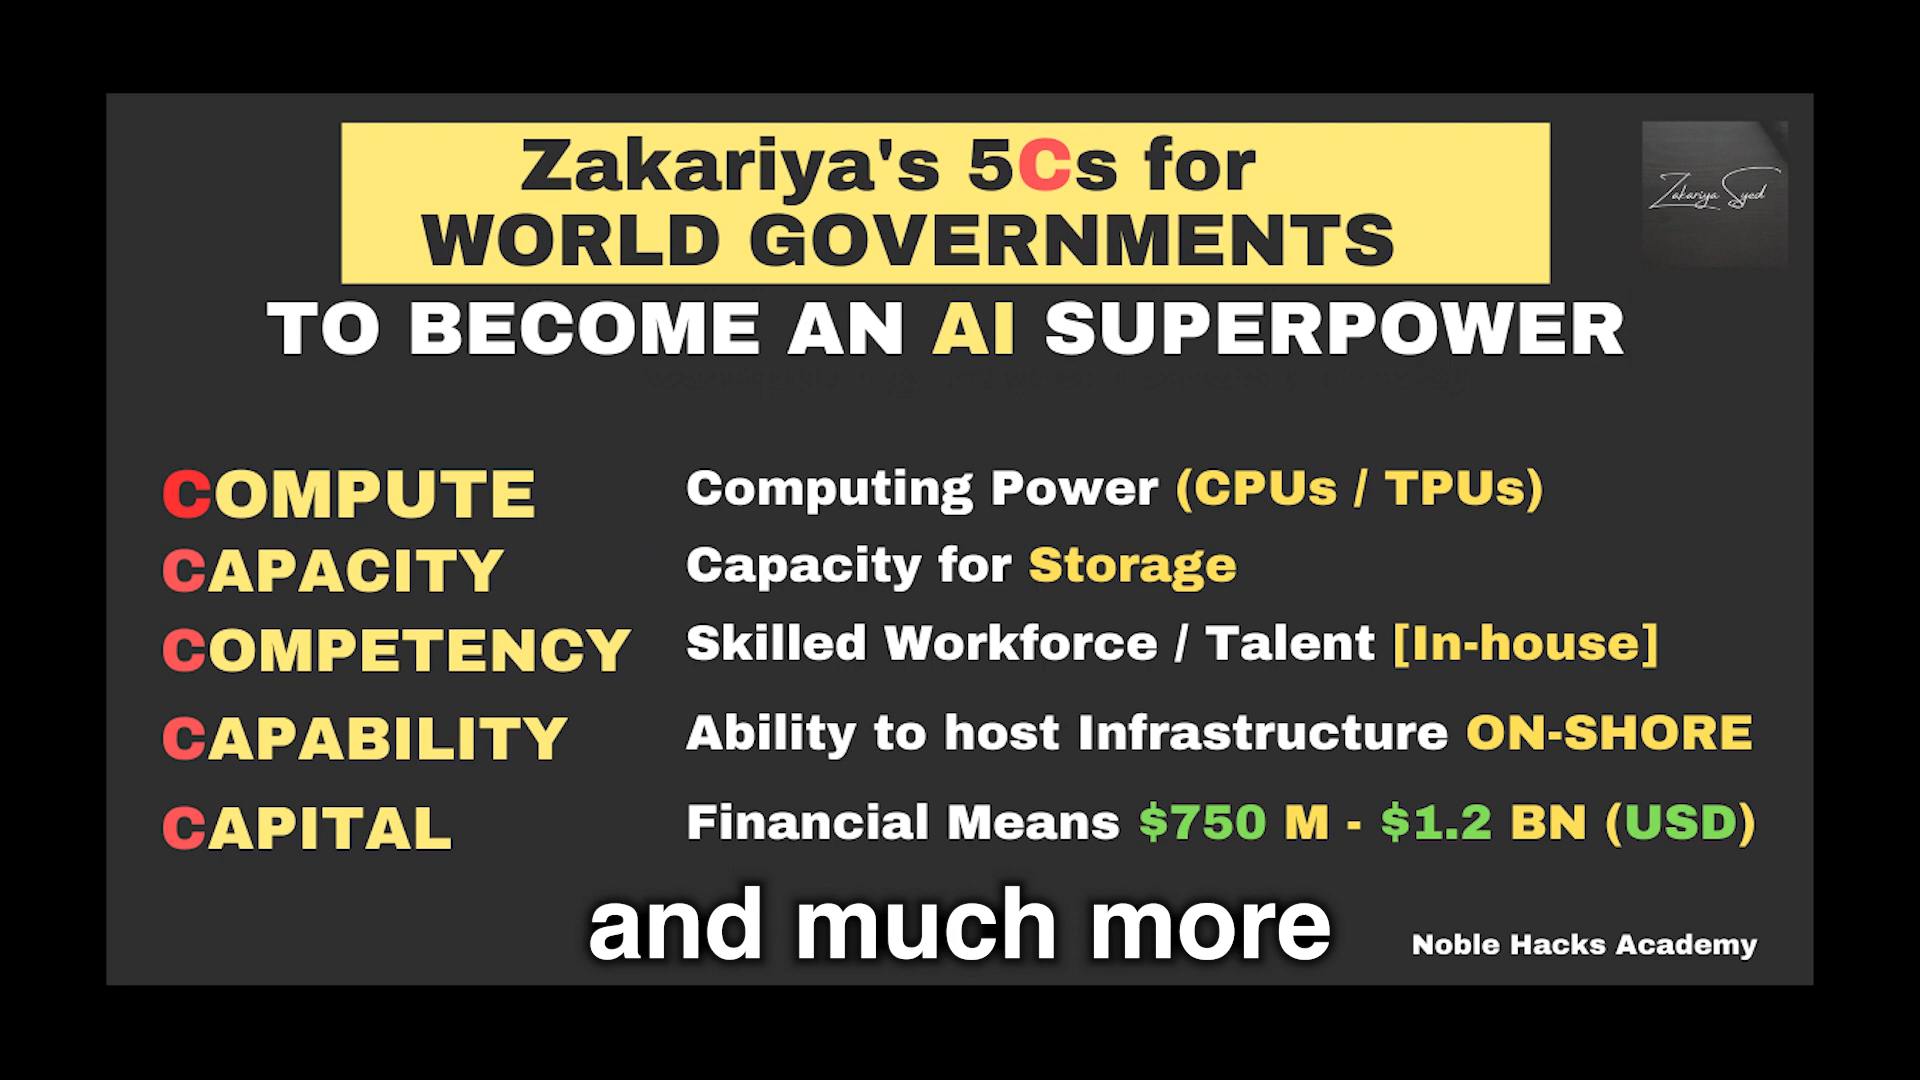 Zakariya's 5Cs for
WORLD GOVERNMENTS
Zakariya Syed
TO BECOME AN AI SUPERPOWER
COMPUTE Computing Power (CPUs / TPUs)
CAPACITY Capacity for Storage
COMPETENCY Skilled Workforce / Talent [In-house]
CAPABILITY Ability to host Infrastructure ON-SHORE
CAPITAL Financial Means $750 M - $1.2 BN (USD)
and much more
Noble Hacks Academy